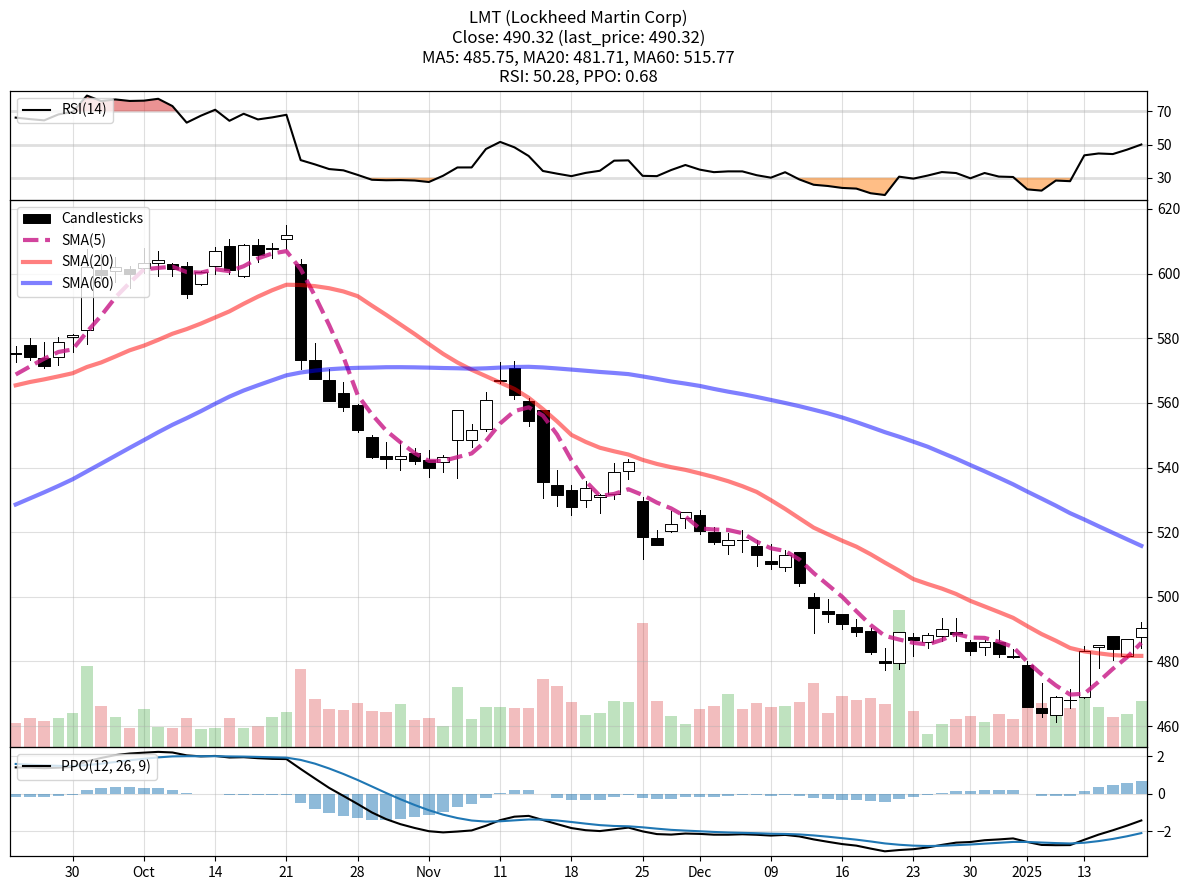 LMT (Lockheed Martin Corp)
Close: 490.32 (last_price: 490.32)
MA5: 485.75, MA20: 481.71, MA60: 515.77
RSI: 50.28, PPO: 0.68
RSI(14)
70
50
30
Candlesticks
SMA(5)
SMA(20)
SMA(60)
620
600
580
560
540
520
500
480
460
PPO(12, 26, 9)
2
0
−2
30 Oct 14 21 28 Nov 11 18 25 Dec 09 16 23 30 2025 13